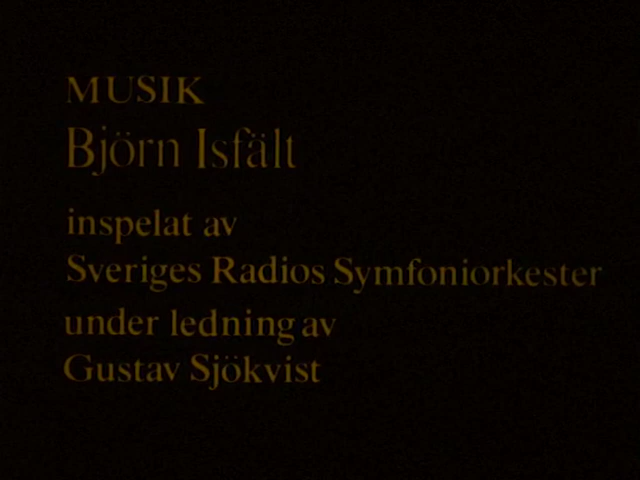 MUSIK
Björn Isfält
inspelat av
Sveriges Radios Symfoniorkester
under ledning av
Gustav Sjökvist